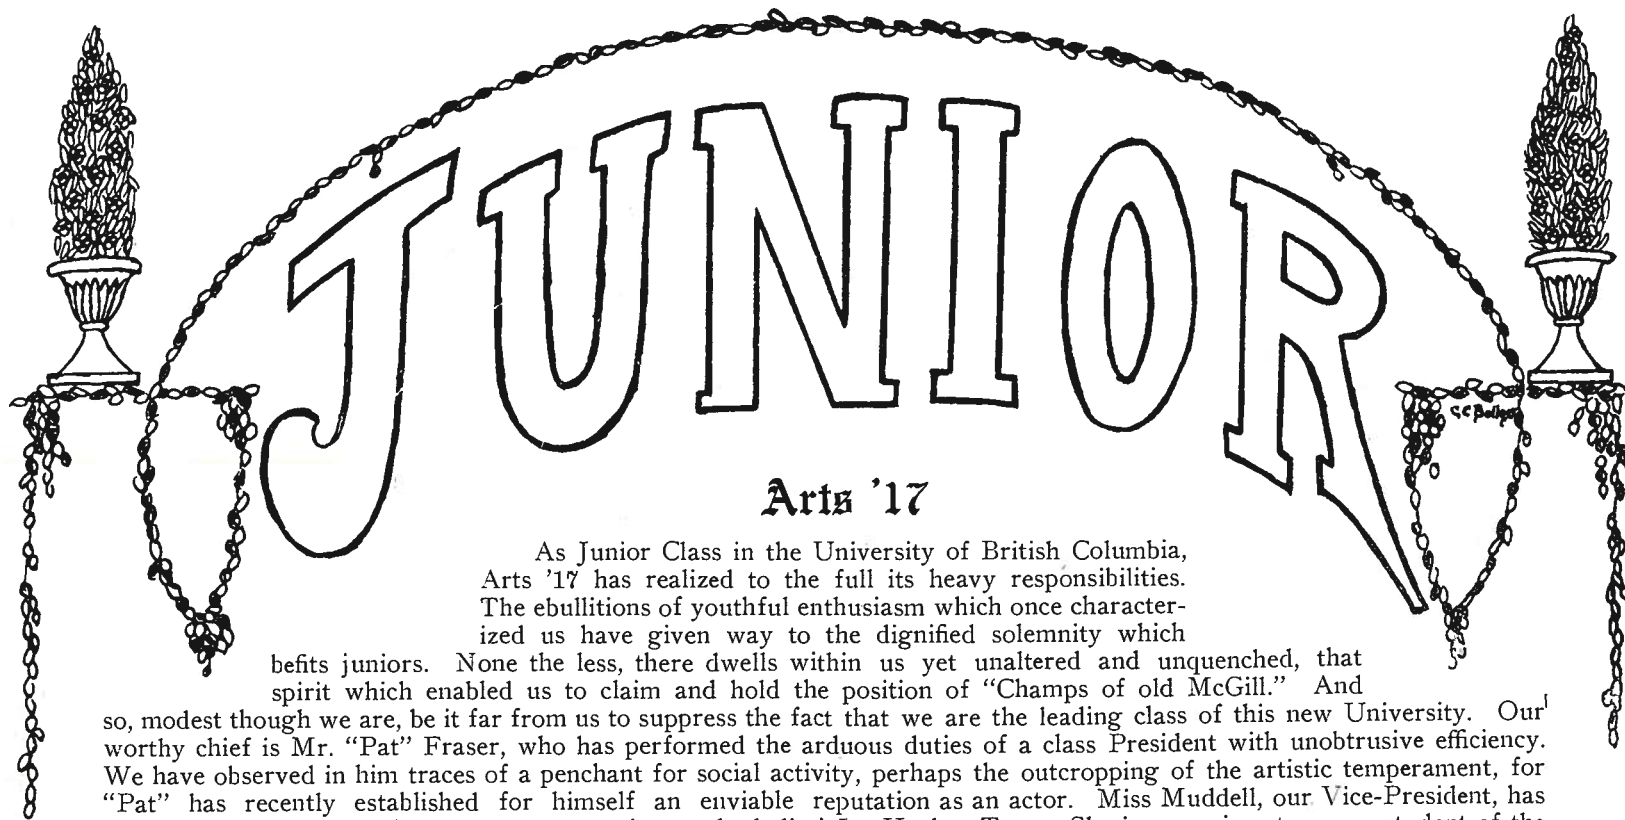 JUNIOR
Arts '17
As Junior Class in the University of British Columbia,
Arts '17 has realized to the full its heavy responsibilities.
The ebullitions of youthful enthusiasm which once character-
ized us have given way to the dignified solemnity which
befits juniors. None the less, there dwells within us yet unaltered and unquenched, that
spirit which enabled us to claim and hold the position of “Champs of old McGill.” And
so, modest though we are, be it far from us to suppress the fact that we are the leading class of this new University. Our
worthy chief is Mr. “Pat” Fraser, who has performed the arduous duties of a class President with unobtrusive efficiency.
We have observed in him traces of a penchant for social activity, perhaps the outcropping of the artistic temperament, for
“Pat” has recently established for himself an enviable reputation as an actor. Miss Muddell, our Vice-President, has